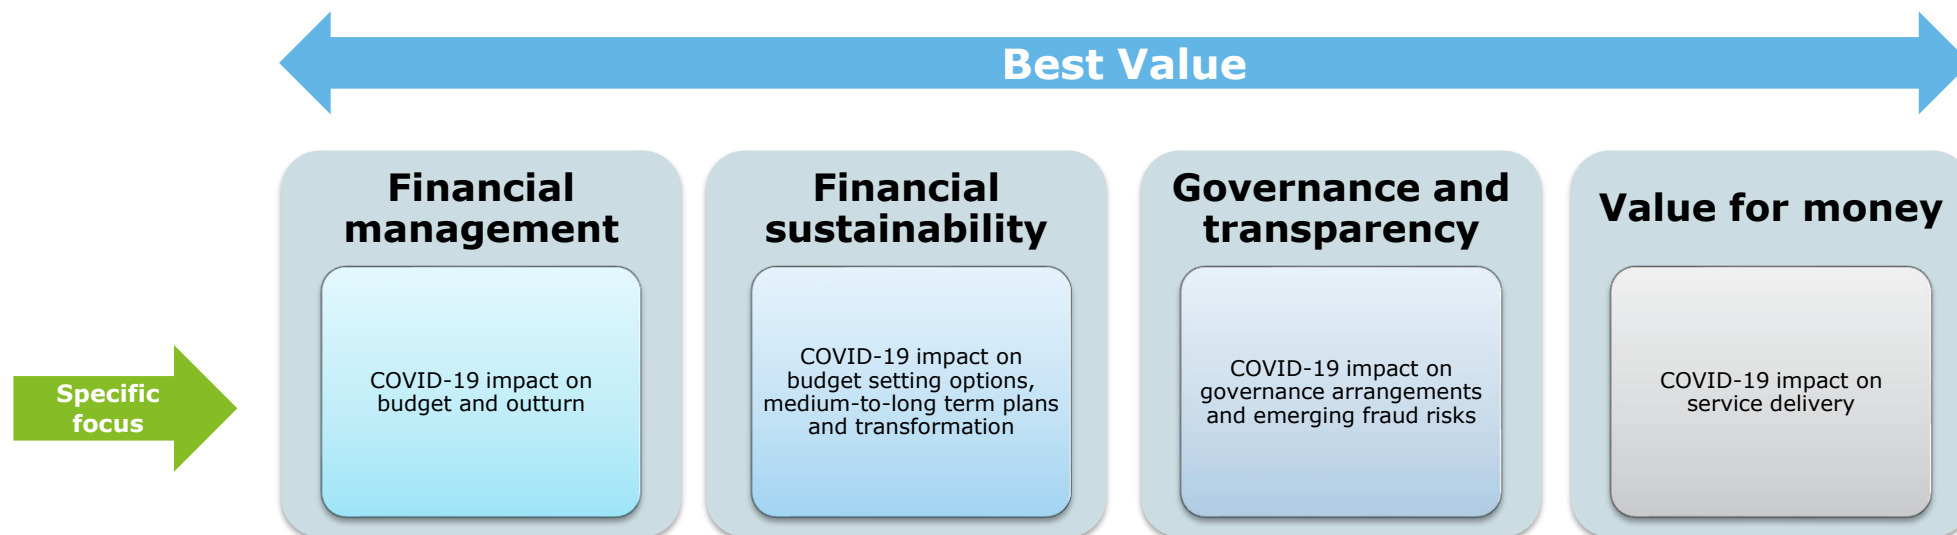 Best Value
Financial
management
Financial
sustainability
Governance and
transparency
Value for money
Specific
focus
COVID-19 impact on
budget and outturn
COVID-19 impact on
budget setting options,
medium-to-long term plans
and transformation
COVID-19 impact on
governance arrangements
and emerging fraud risks
COVID-19 impact on
service delivery